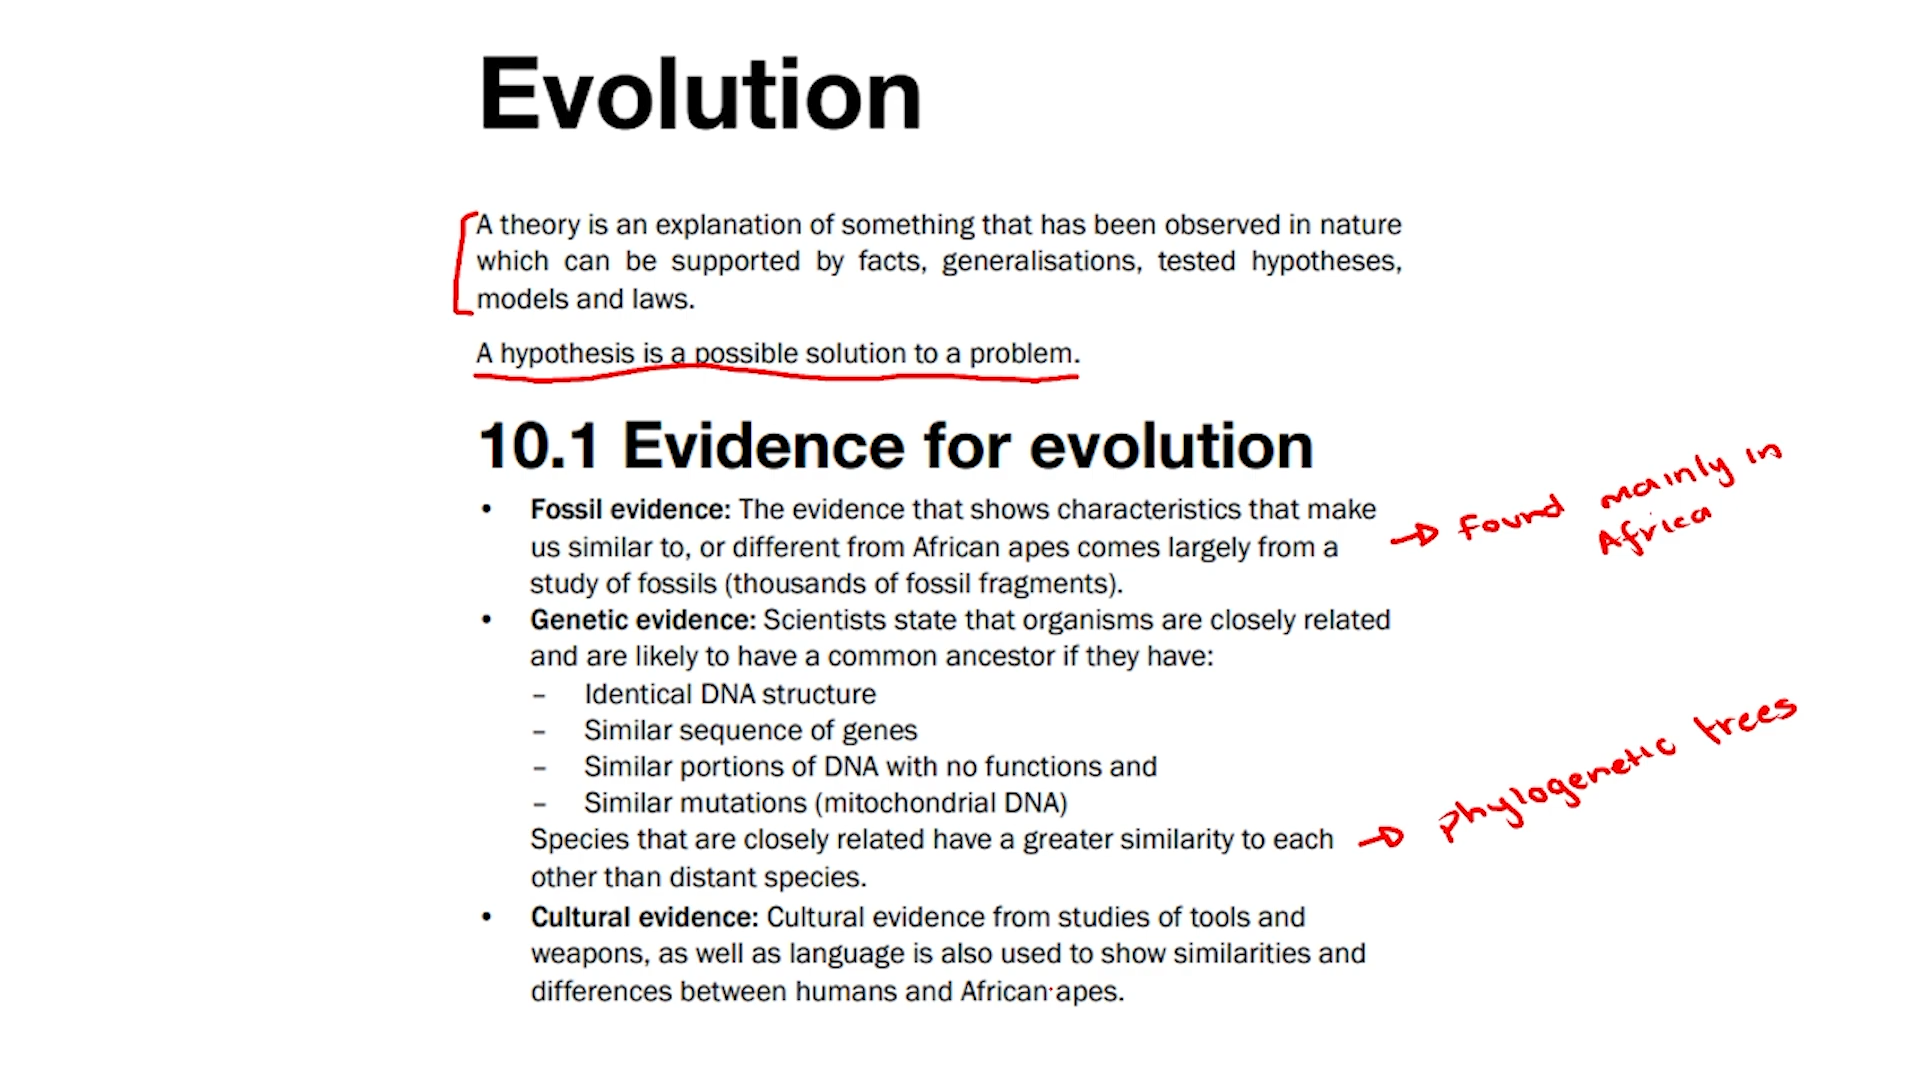 Evolution
A theory is an explanation of something that has been observed in nature
which can be supported by facts, generalisations, tested hypotheses,
models and laws.
A hypothesis is a possible solution to a problem.
10.1 Evidence for evolution
• Fossil evidence: The evidence that shows characteristics that make
us similar to, or different from African apes comes largely from a
study of fossils (thousands of fossil fragments).
→ found mainly in
Africa
• Genetic evidence: Scientists state that organisms are closely related
and are likely to have a common ancestor if they have:
– Identical DNA structure
– Similar sequence of genes
– Similar portions of DNA with no functions and
– Similar mutations (mitochondrial DNA)
Species that are closely related have a greater similarity to each
other than distant species.
→ phylogenetic trees
• Cultural evidence: Cultural evidence from studies of tools and
weapons, as well as language is also used to show similarities and
differences between humans and African apes.